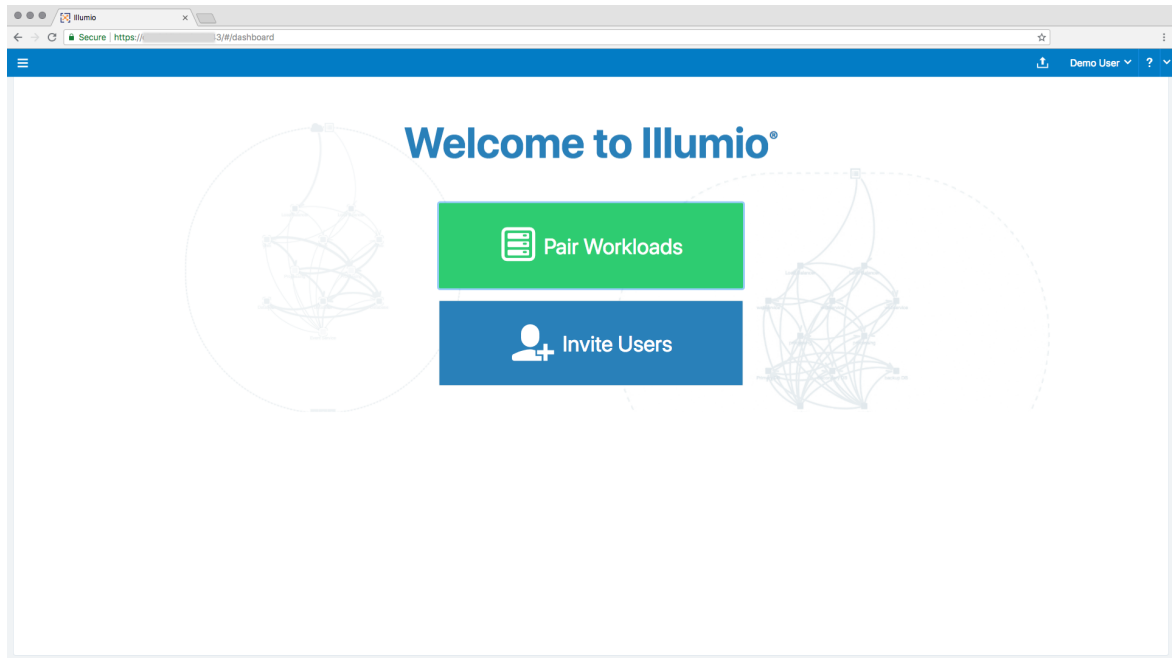 Illumio
Secure | https:// 3/#/dashboard
Demo User ?
Welcome to Illumio®
Pair Workloads
Invite Users